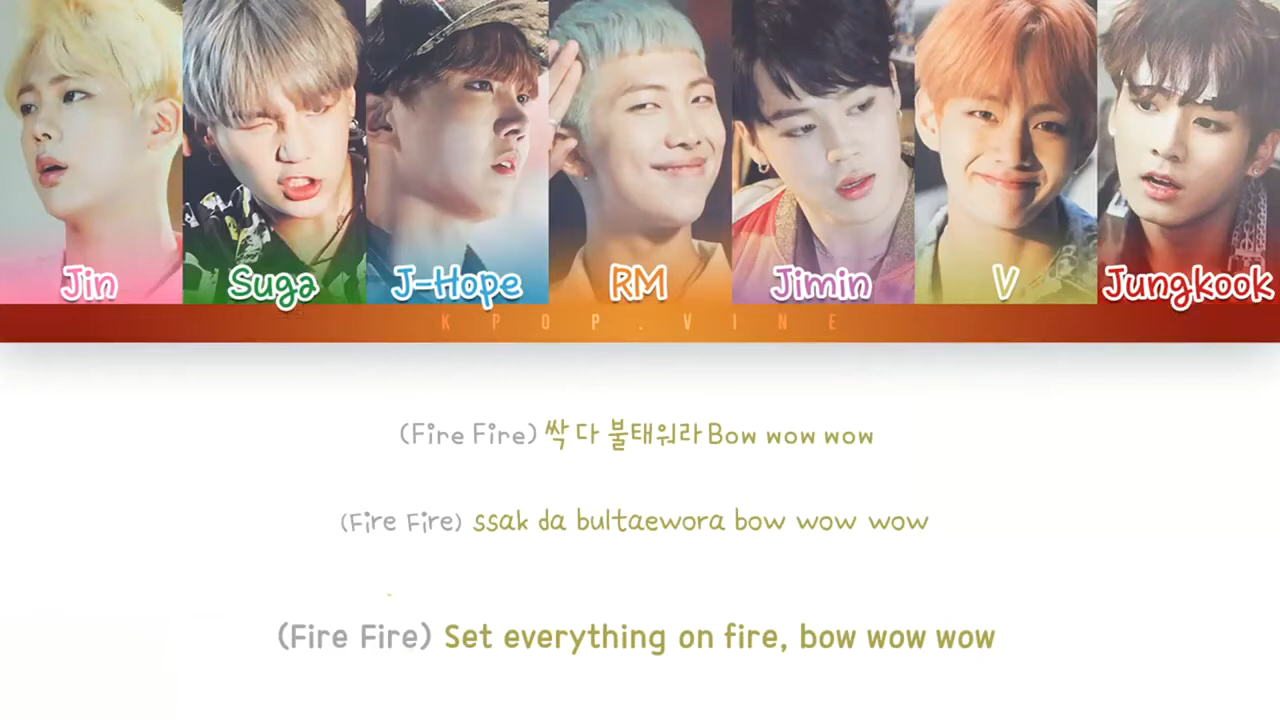 Jin Suga J-Hope RM Jimin V Jungkook
KPOP.VINE
(Fire Fire) 싹 다 불태워라 Bow wow wow
(Fire Fire) ssak da bultaewora bow wow wow
(Fire Fire) Set everything on fire, bow wow wow